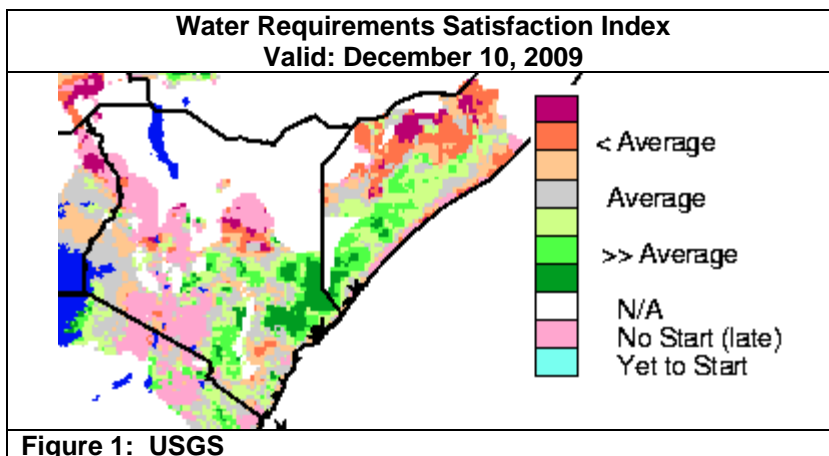 Water Requirements Satisfaction Index
Valid: December 10, 2009
< Average
Average
>> Average
N/A
No Start (late)
Yet to Start
Figure 1: USGS